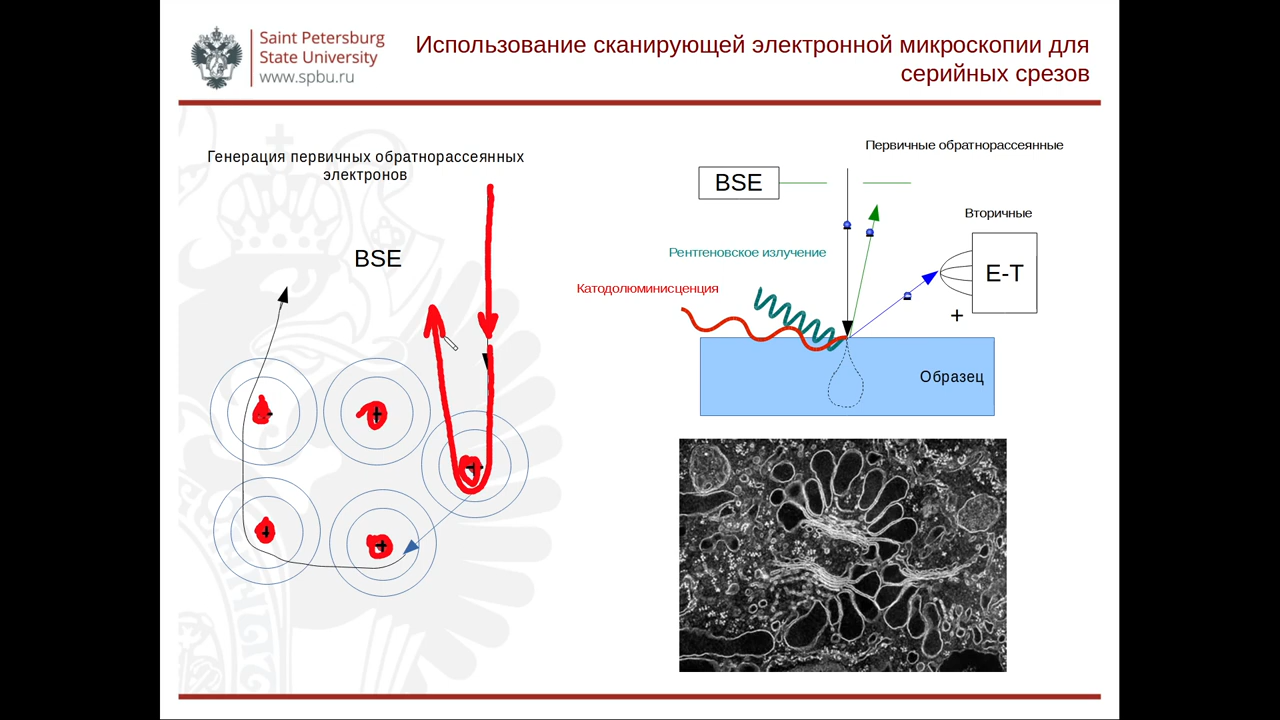 Saint Petersburg
State University
www.spbu.ru
Использование сканирующей электронной микроскопии для
серийных срезов
Генерация первичных обратнорассеянных
электронов
BSE
Первичные обратнорассеянные
BSE
Вторичные
E-T
+
Рентгеновское излучение
Катодолюминисценция
Образец
+
+
+
+
+